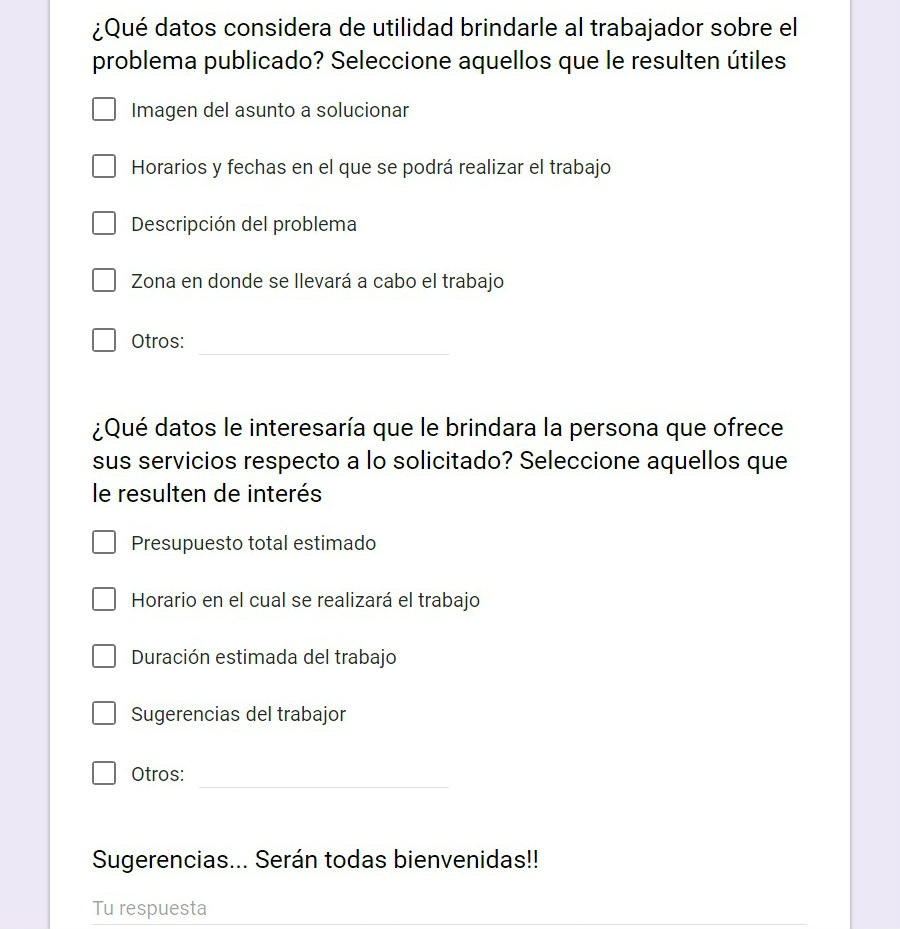 ¿Qué datos considera de utilidad brindarle al trabajador sobre el
problema publicado? Seleccione aquellos que le resulten útiles
Imagen del asunto a solucionar
Horarios y fechas en el que se podrá realizar el trabajo
Descripción del problema
Zona en donde se llevará a cabo el trabajo
Otros:
¿Qué datos le interesaría que le brindara la persona que ofrece
sus servicios respecto a lo solicitado? Seleccione aquellos que
le resulten de interés
Presupuesto total estimado
Horario en el cual se realizará el trabajo
Duración estimada del trabajo
Sugerencias del trabajor
Otros:
Sugerencias... Serán todas bienvenidas!!
Tu respuesta